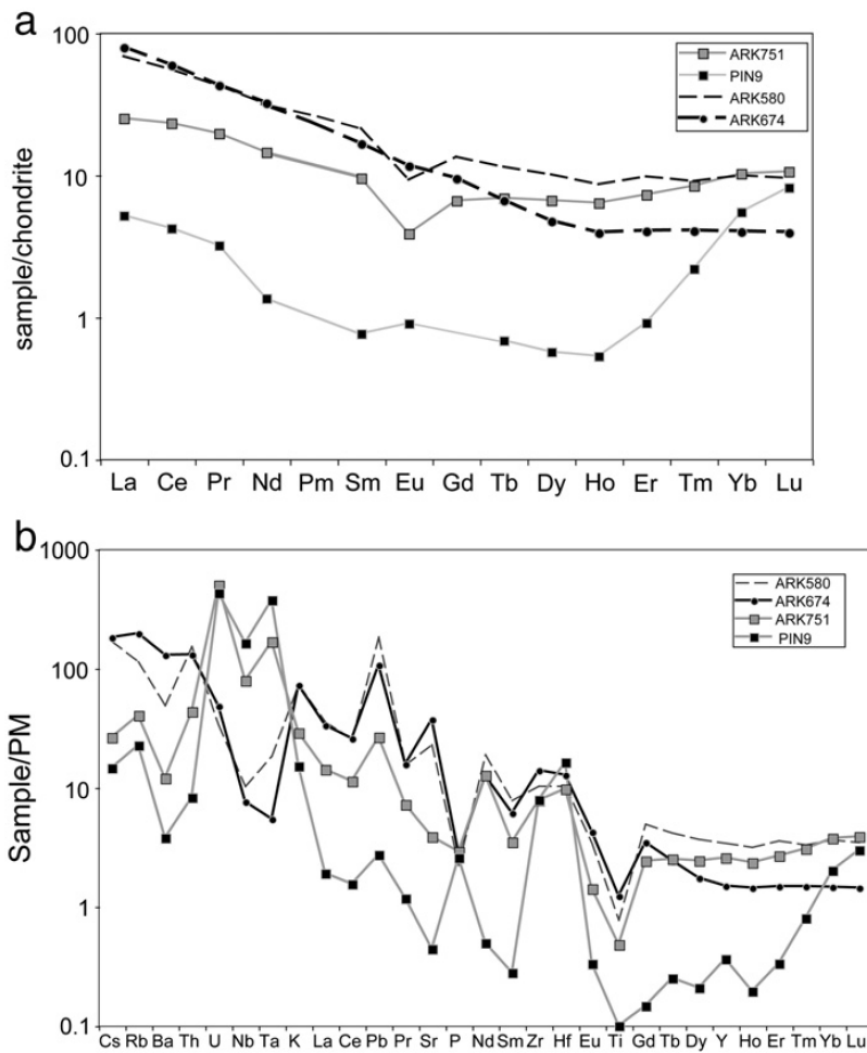 a
100
10
1
0.1
sample/chondrite
ARK751
PIN9
ARK580
ARK674
La Ce Pr Nd Pm Sm Eu Gd Tb Dy Ho Er Tm Yb Lu
b
1000
100
10
1
0.1
Sample/PM
ARK580
ARK674
ARK751
PIN9
Cs Rb Ba Th U Nb Ta K La Ce Pb Pr Sr P Nd Sm Zr Hf Eu Ti Gd Tb Dy Y Ho Er Tm Yb Lu